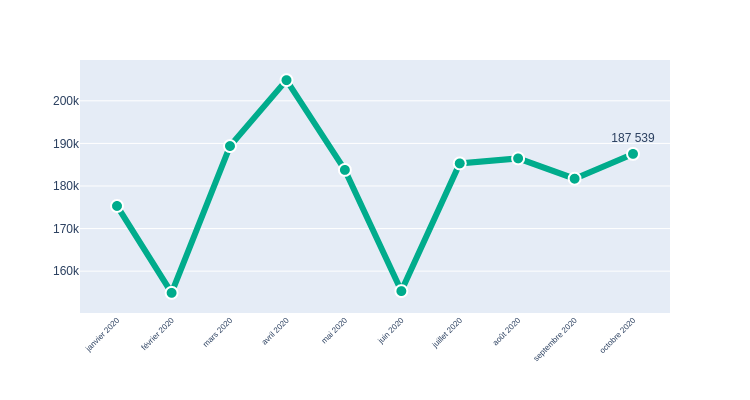 200k
190k
180k
170k
160k
187 539
janvier 2020
février 2020
mars 2020
avril 2020
mai 2020
juin 2020
juillet 2020
août 2020
septembre 2020
octobre 2020